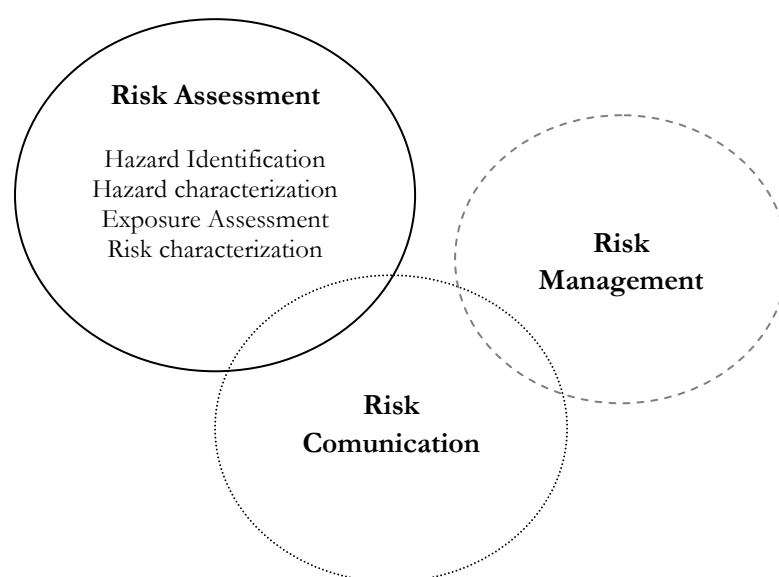 Risk Assessment
Hazard Identification
Hazard characterization
Exposure Assessment
Risk characterization
Risk
Management
Risk
Comunication